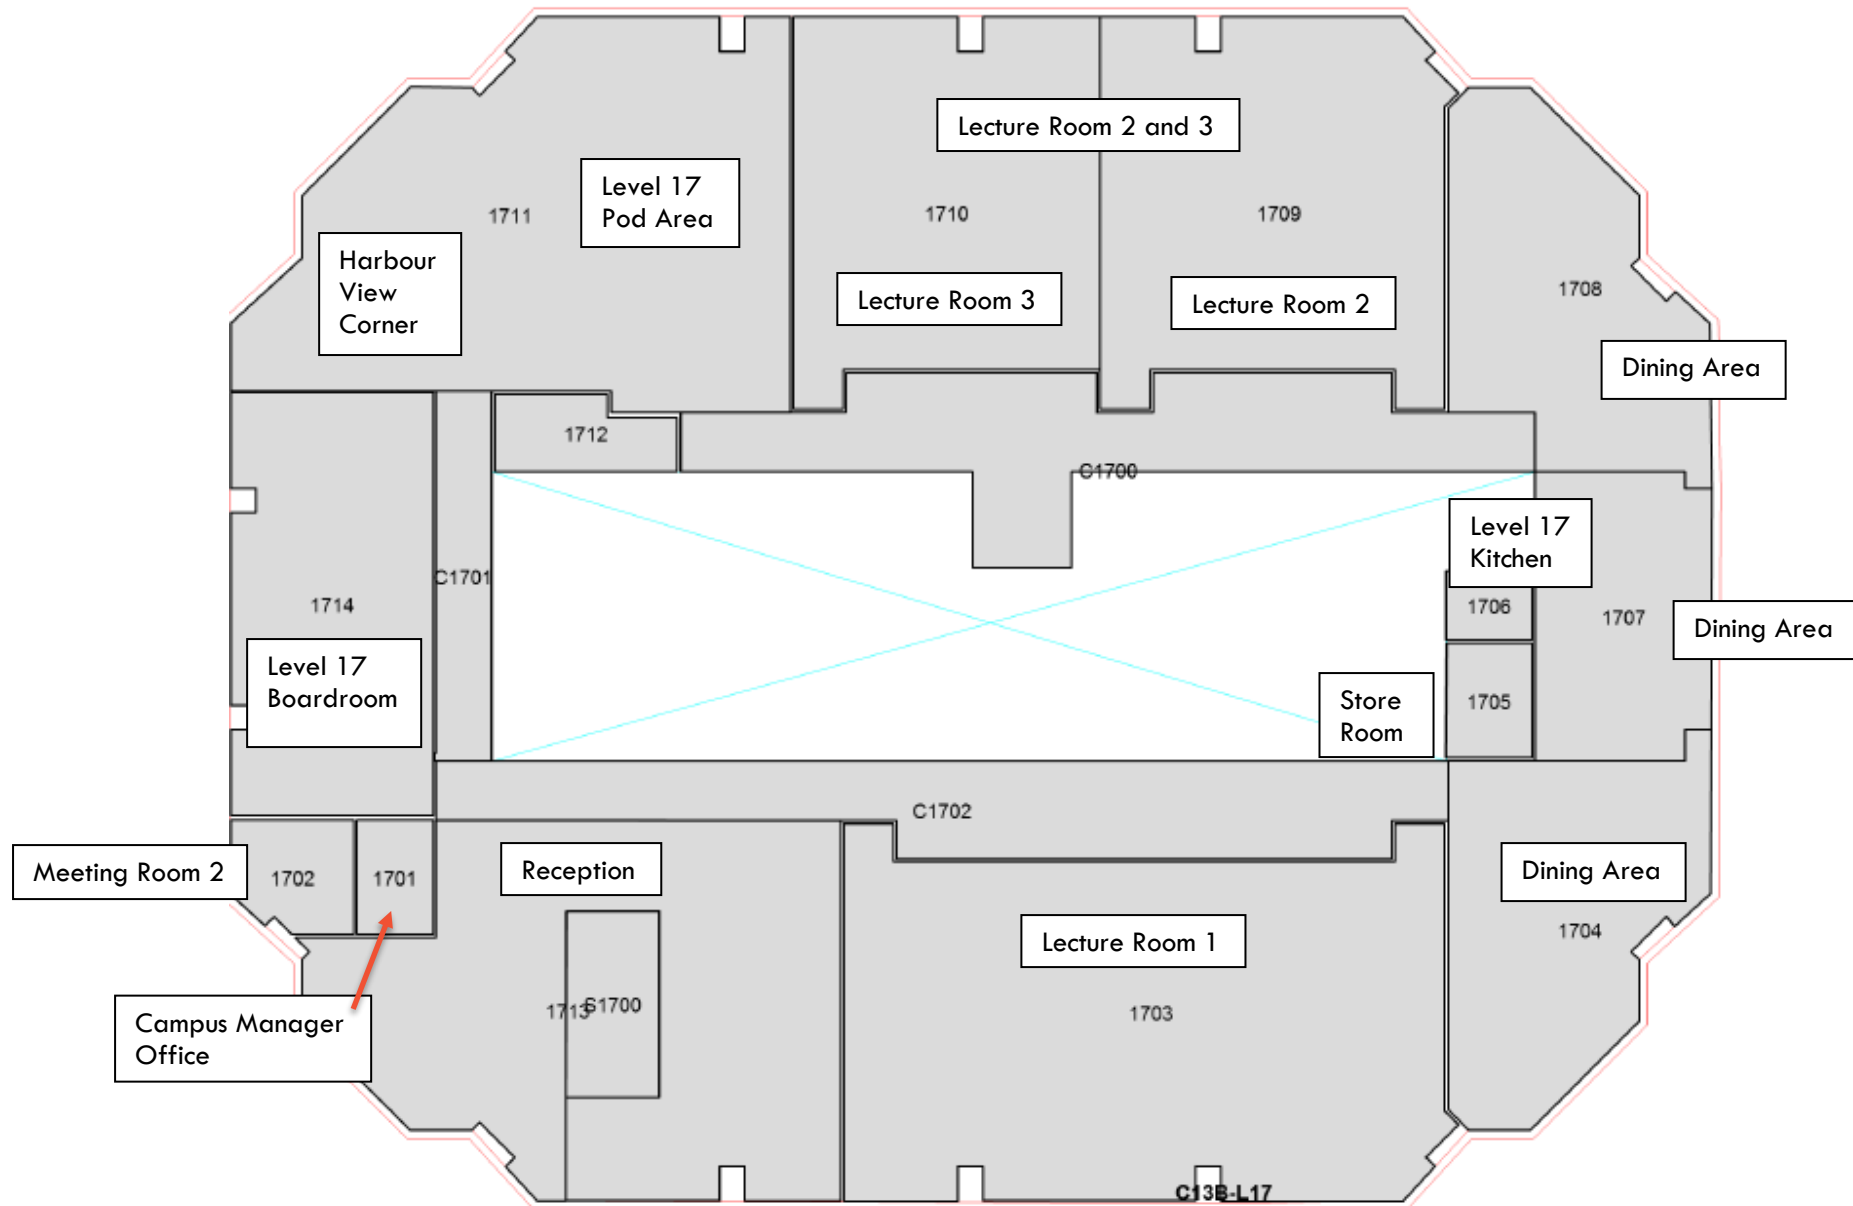 Lecture Room 2 and 3
Level 17
Pod Area
1711
1710
1709
Harbour
View
Corner
Lecture Room 3
Lecture Room 2
1708
Dining Area
1712
C1700
Level 17
Kitchen
C1701
1714
1706
1707
Dining Area
Level 17
Boardroom
Store
Room
1705
C1702
Meeting Room 2
1702
1701
Reception
Dining Area
1704
Lecture Room 1
Campus Manager
Office
1713
S1700
1703
C13B-L17